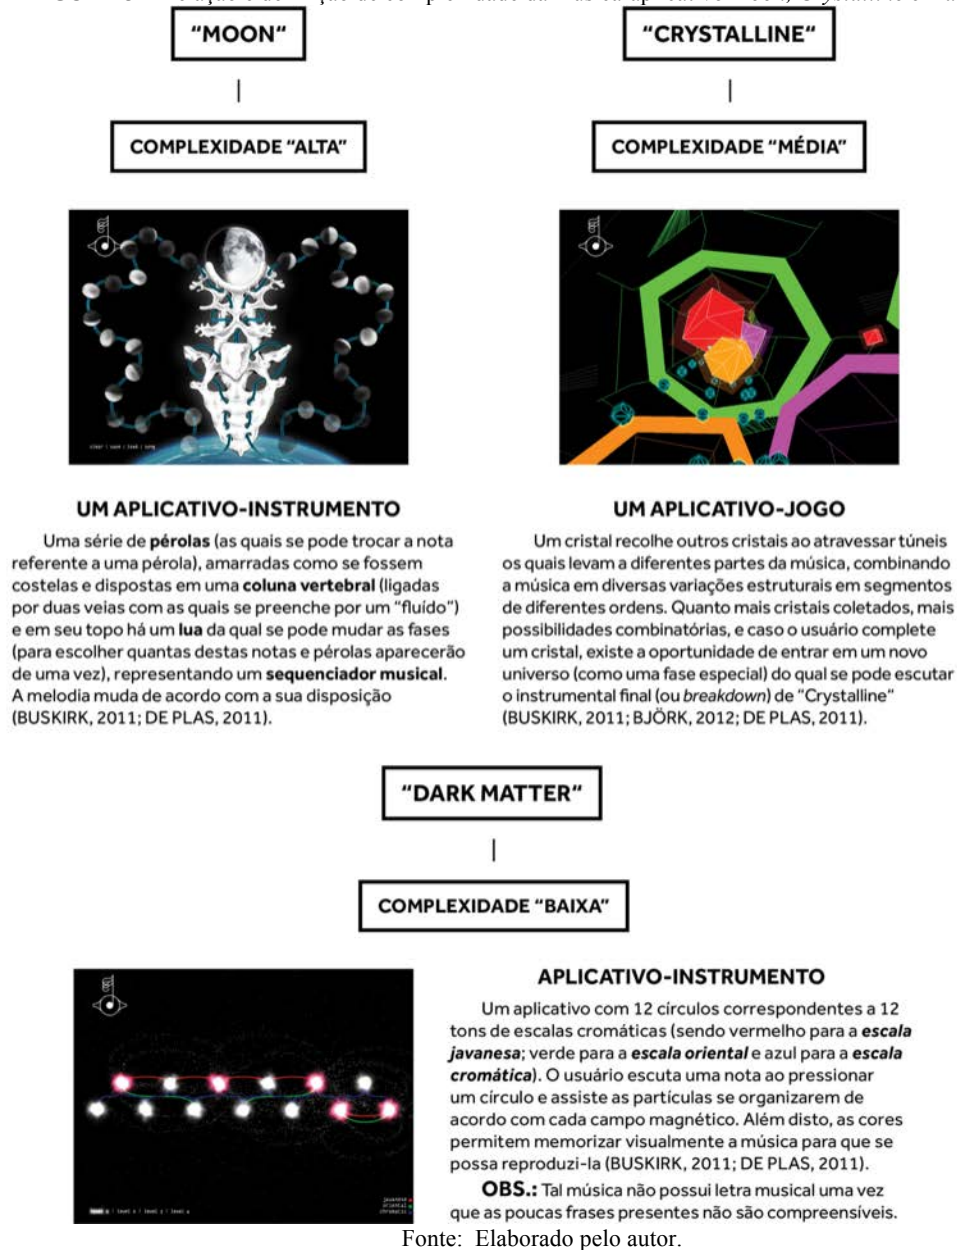 "MOON"
COMPLEXIDADE "ALTA"
UM APLICATIVO-INSTRUMENTO
Uma série de pérolas (as quais se pode trocar a nota
referente a uma pérola), amarradas como se fossem
costelas e dispostas em uma coluna vertebral (ligadas
por duas veias com as quais se preenche por um "fluído")
e em seu topo há um lua da qual se pode mudar as fases
(para escolher quantas destas notas e pérolas aparecerão
de uma vez), representando um sequenciador musical.
A melodia muda de acordo com a sua disposição
(BUSKIRK, 2011; DE PLAS, 2011).
"CRYSTALLINE"
COMPLEXIDADE "MÉDIA"
UM APLICATIVO-JOGO
Um cristal recolhe outros cristais ao atravessar túneis
os quais levam a diferentes partes da música, combinando
a música em diversas variações estruturais em segmentos
de diferentes ordens. Quanto mais cristais coletados, mais
possibilidades combinatórias, e caso o usuário complete
um cristal, existe a oportunidade de entrar em um novo
universo (como uma fase especial) do qual se pode escutar
o instrumental final (ou breakdown) de "Crystalline"
(BUSKIRK, 2011; BJÖRK, 2012; DE PLAS, 2011).
"DARK MATTER"
COMPLEXIDADE "BAIXA"
javanese
oriental
chromatic
APLICATIVO-INSTRUMENTO
Um aplicativo com 12 círculos correspondentes a 12
tons de escalas cromáticas (sendo vermelho para a escala
javanesa; verde para a escala oriental e azul para a escala
cromática). O usuário escuta uma nota ao pressionar
um círculo e assiste as partículas se organizarem de
acordo com cada campo magnético. Além disto, as cores
permitem memorizar visualmente a música para que se
possa reproduzi-la (BUSKIRK, 2011; DE PLAS, 2011).
OBS.: Tal música não possui letra musical uma vez
que as poucas frases presentes não são compreensíveis.
Fonte: Elaborado pelo autor.